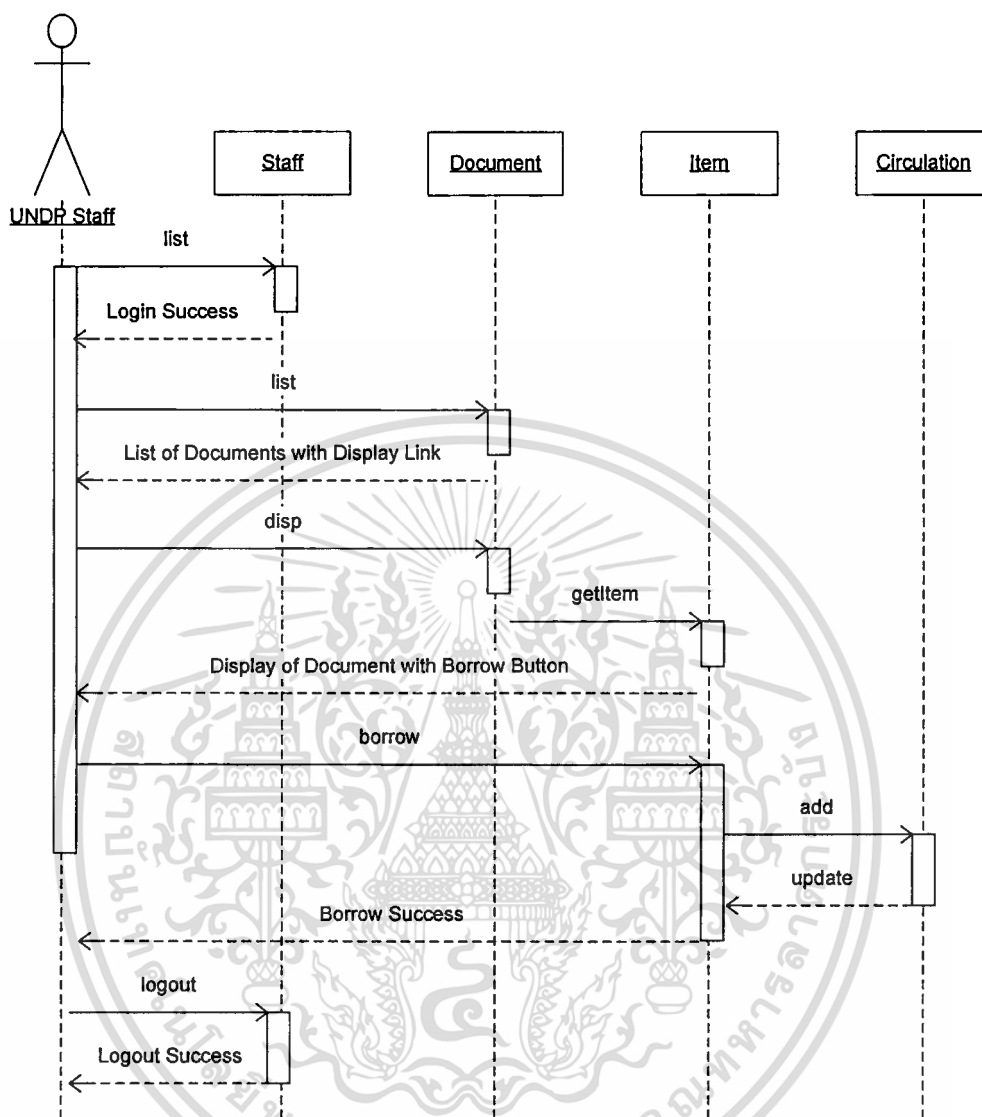 Staff
Document
Item
Circulation
UNDP Staff
list
Login Success
list
List of Documents with Display Link
disp
getItem
Display of Document with Borrow Button
borrow
add
update
Borrow Success
logout
Logout Success